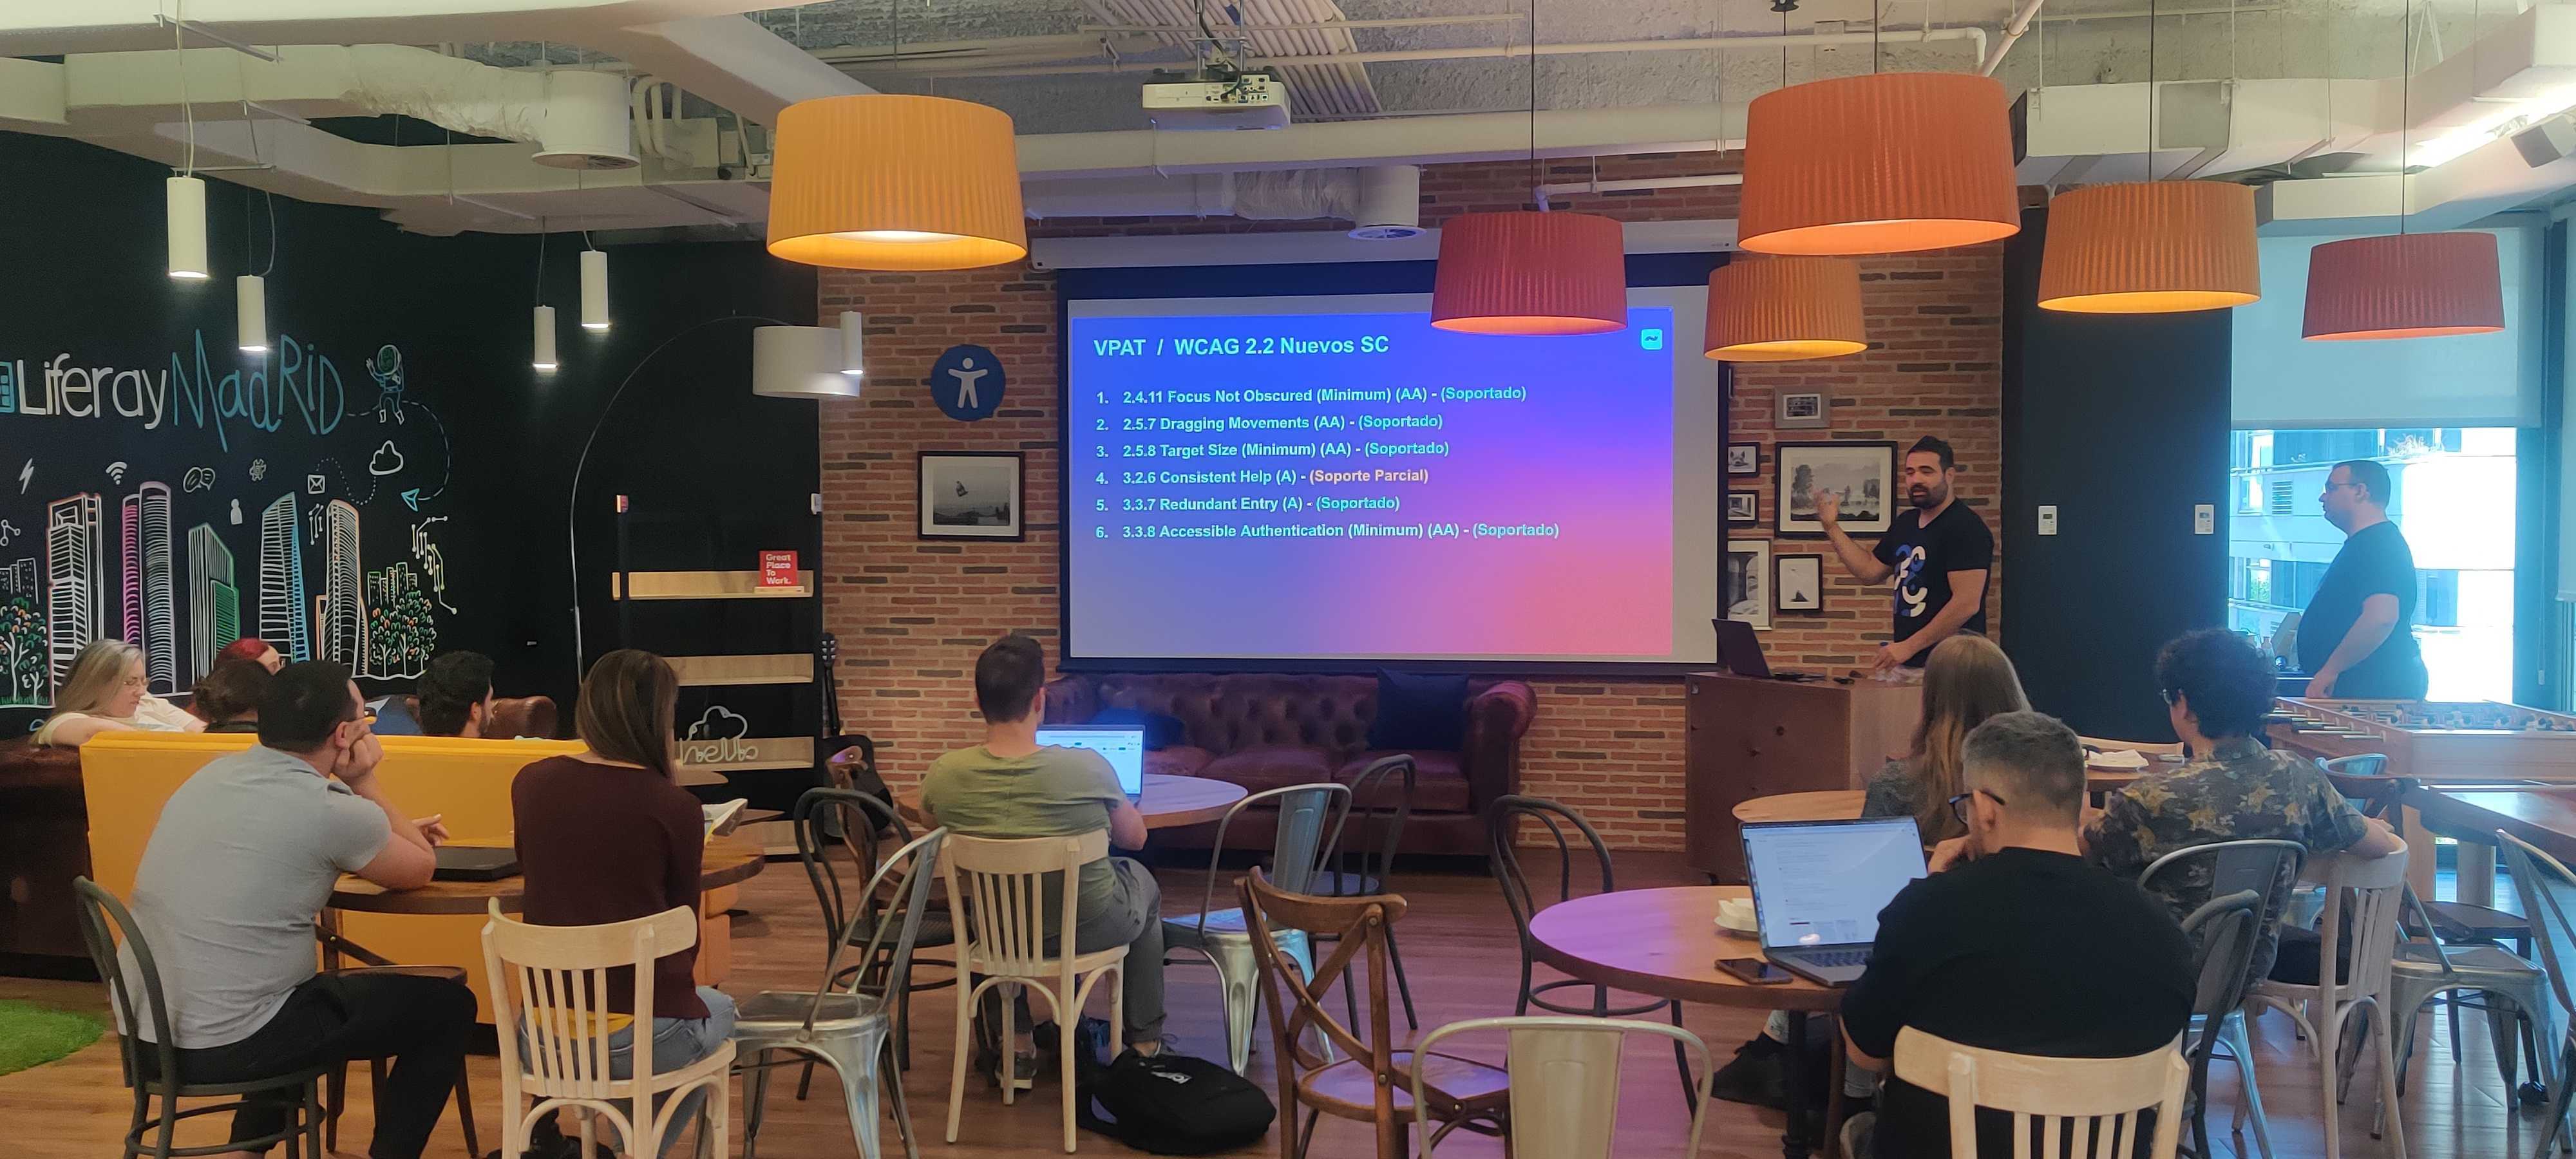 Liferay MadRiD
VPAT / WCAG 2.2 Nuevos SC
1. 2.4.11 Focus Not Obscured (Minimum) (AA) - (Soportado)
2. 2.5.7 Dragging Movements (AA) - (Soportado)
3. 2.5.8 Target Size (Minimum) (AA) - (Soportado)
4. 3.2.6 Consistent Help (A) - (Soporte Parcial)
5. 3.3.7 Redundant Entry (A) - (Soportado)
6. 3.3.8 Accessible Authentication (Minimum) (AA) - (Soportado)
Great
Place
To
Work.